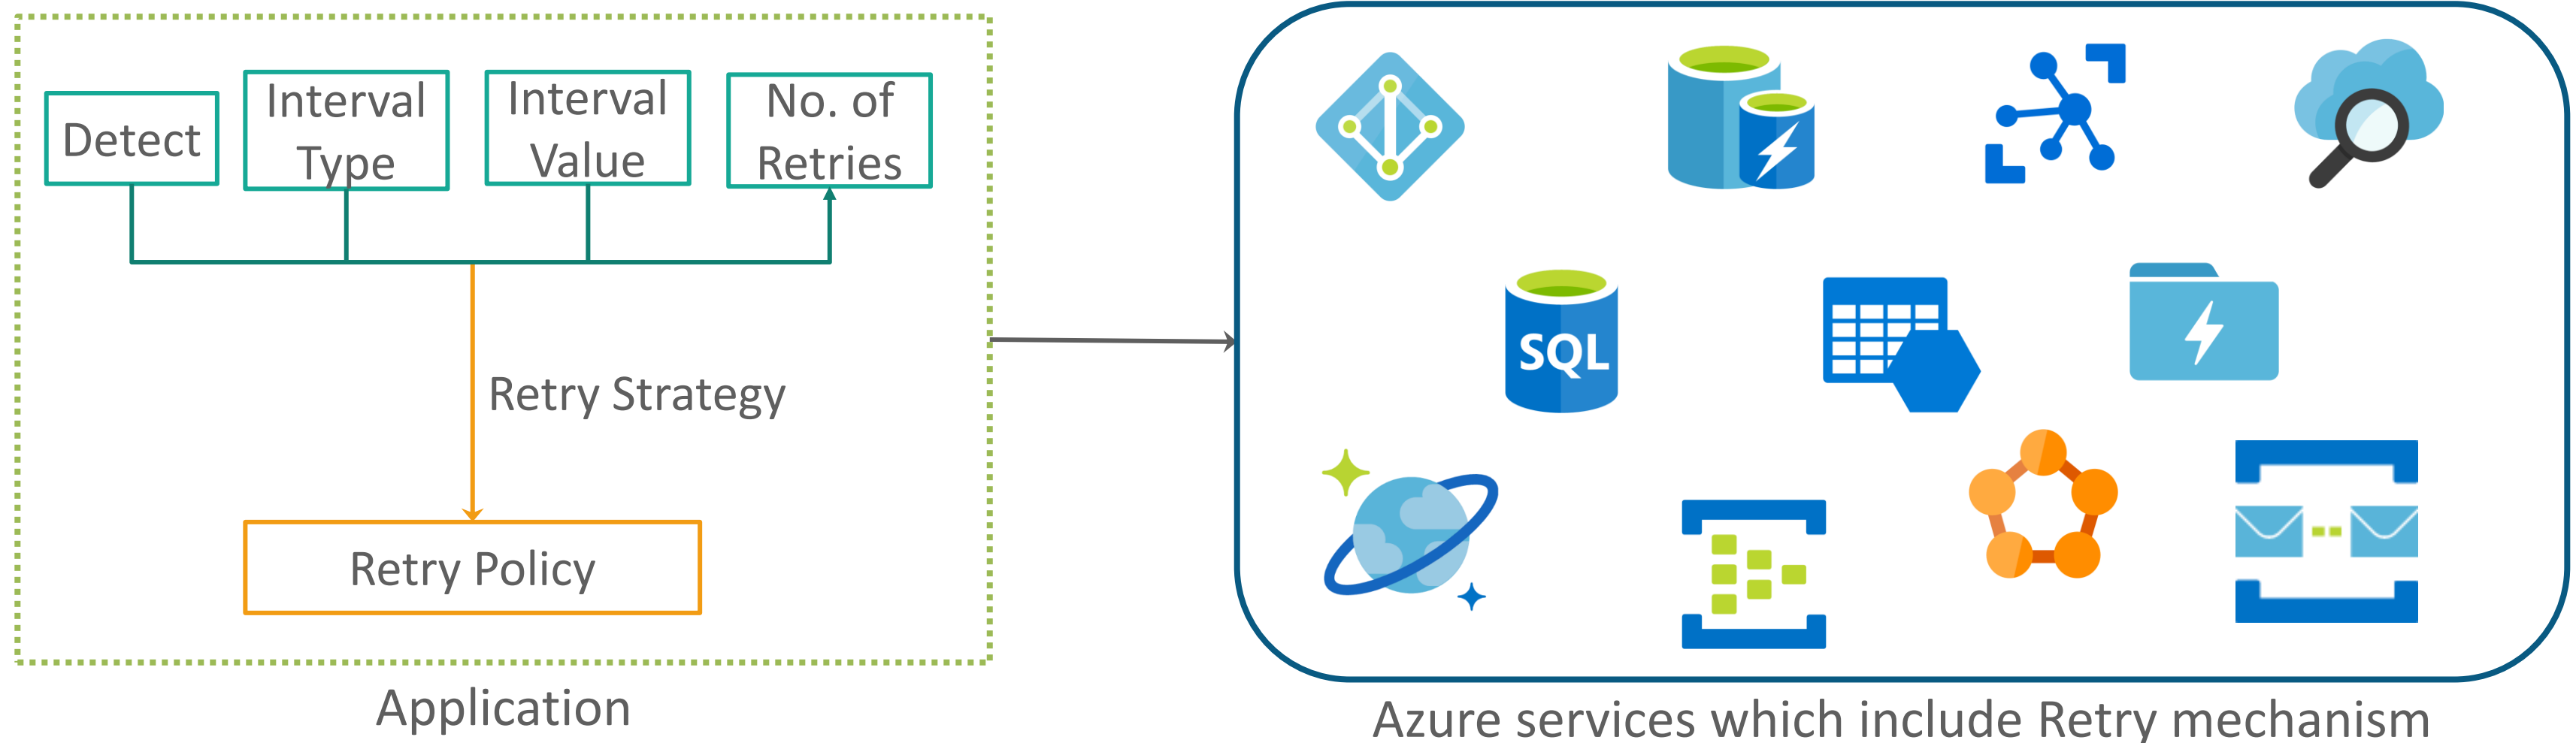 Detect
Interval
Type
Interval
Value
No. of
Retries
Retry Strategy
Retry Policy
Application
SQL
Azure services which include Retry mechanism